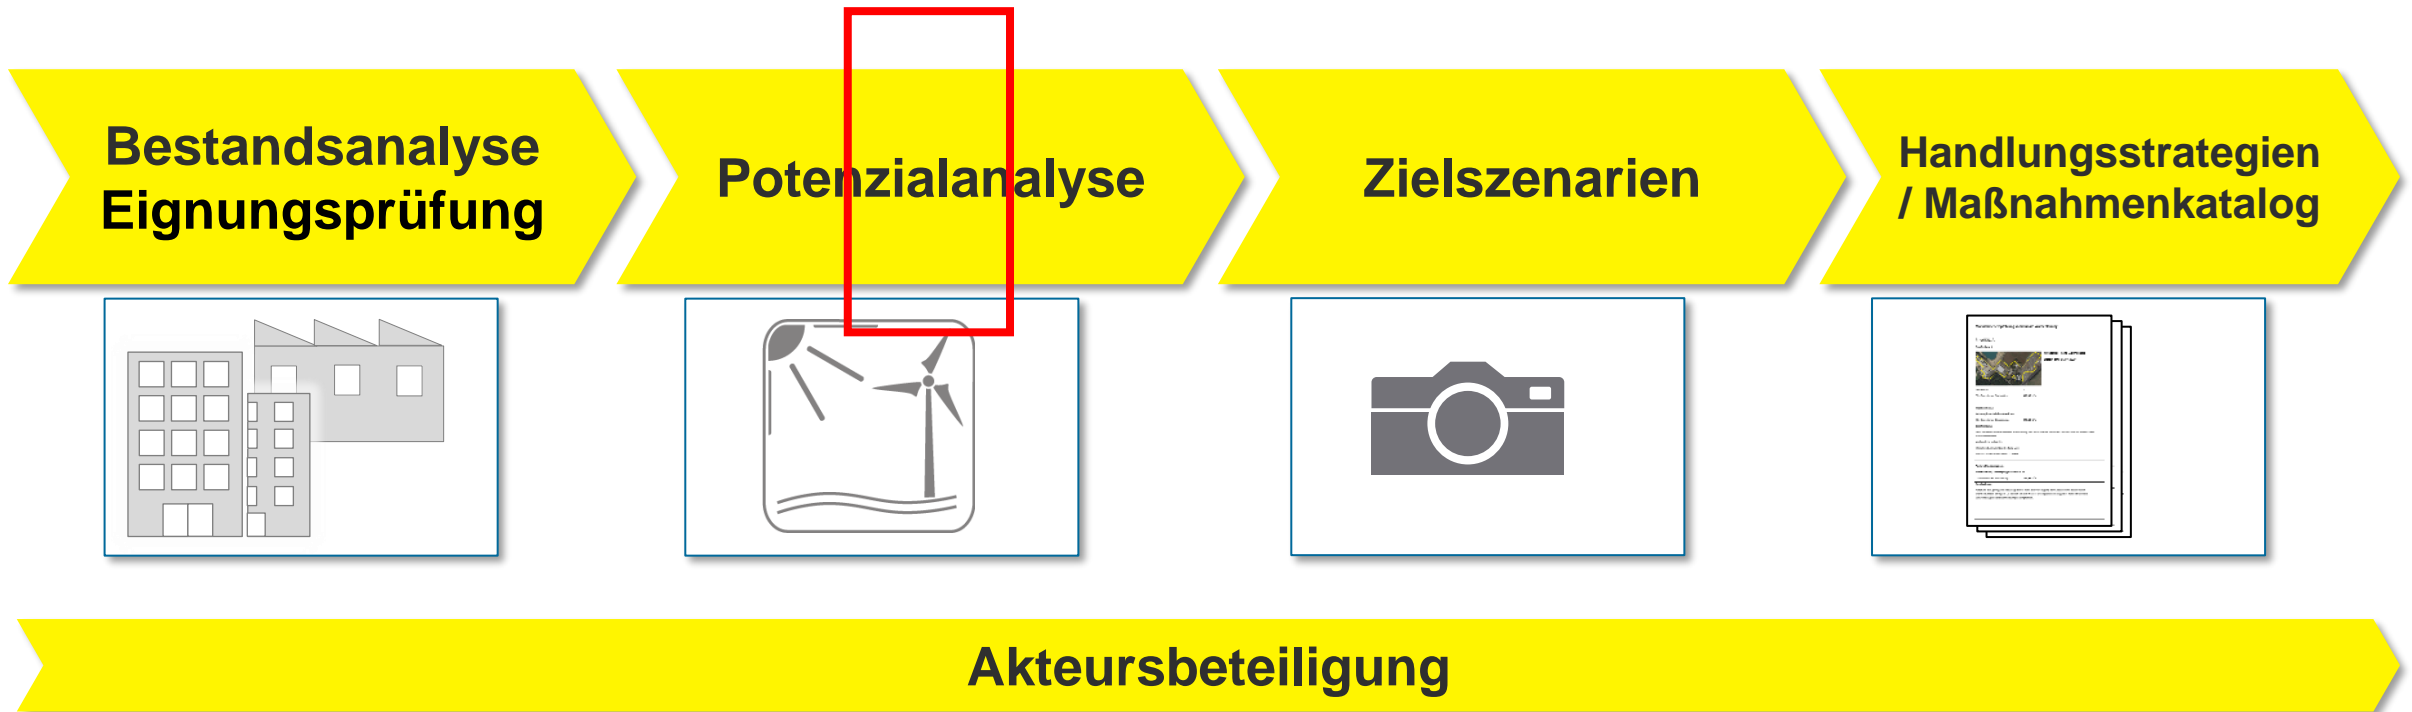 Bestandsanalyse
Eignungsprüfung
Potenzialanalyse
Zielszenarien
Handlungsstrategien
/ Maßnahmenkatalog
Akteursbeteiligung